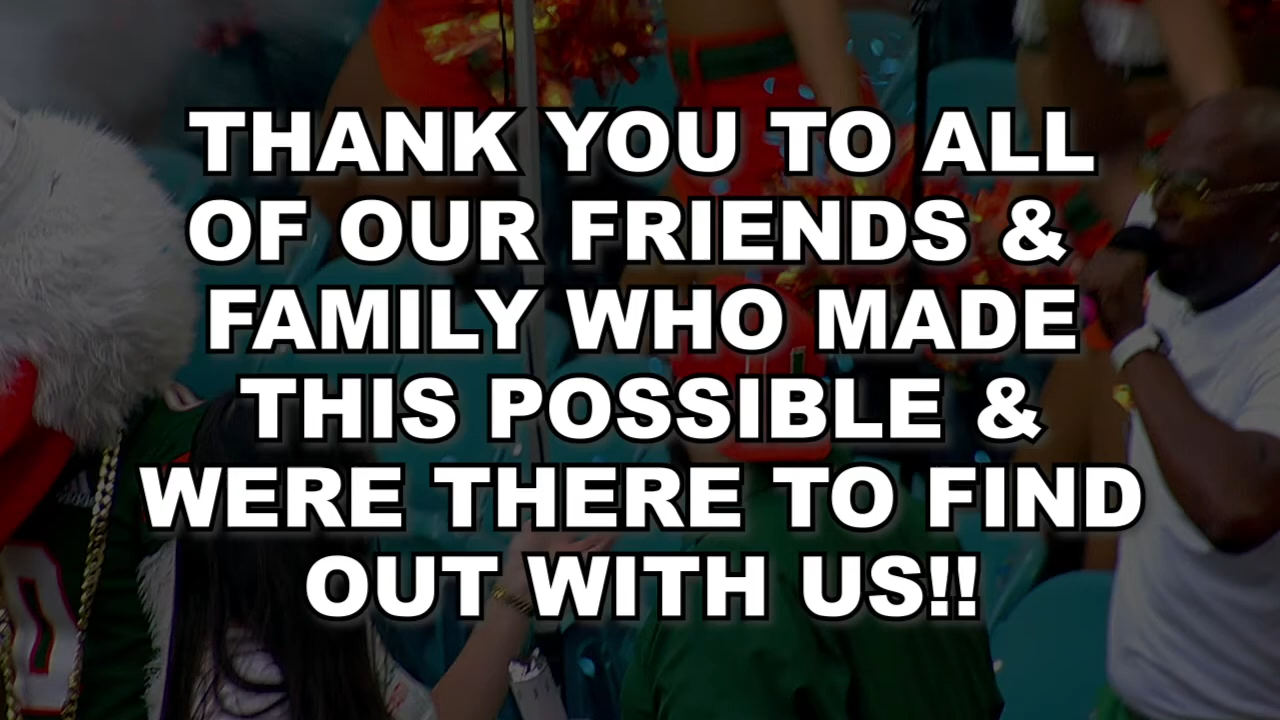 THANK YOU TO ALL
OF OUR FRIENDS &
FAMILY WHO MADE
THIS POSSIBLE &
WERE THERE TO FIND
OUT WITH US!!
0